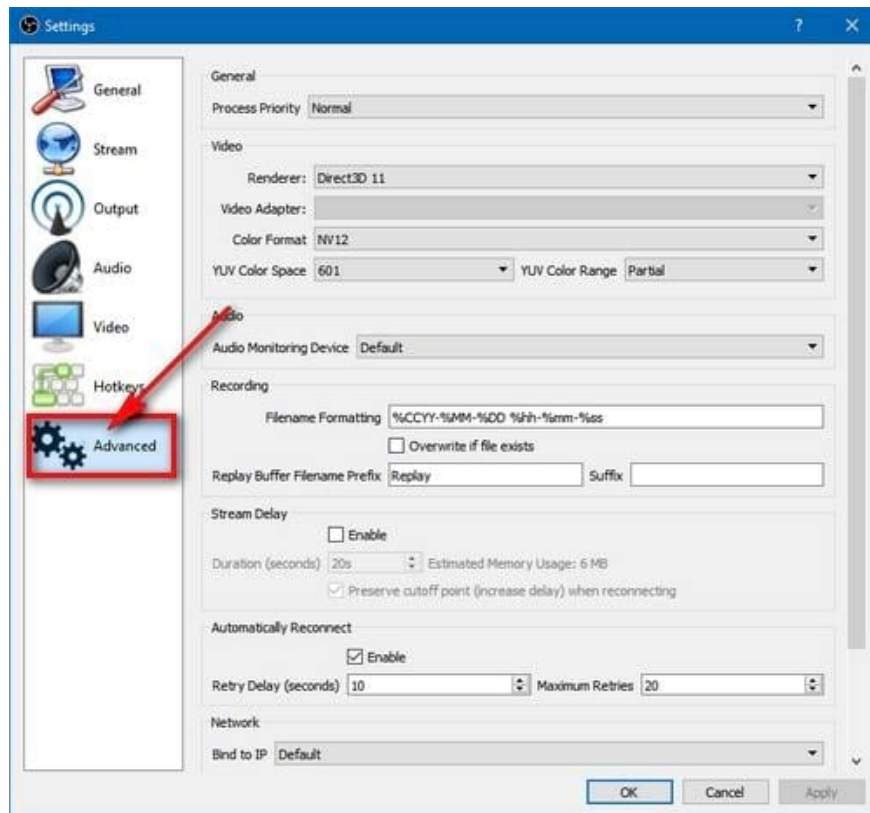 Settings
General
Stream
Output
Audio
Video
Hotkeys
Advanced
General
Process Priority Normal
Video
Renderer: Direct3D 11
Video Adapter:
Color Format NV12
YUV Color Space 601 YUV Color Range Partial
Audio
Audio Monitoring Device Default
Recording
Filename Formatting %CCYY-%MM-%DD %hh-%mm-%ss
Overwrite if file exists
Replay Buffer Filename Prefix Replay Suffix
Stream Delay
Enable
Duration (seconds) 20s Estimated Memory Usage: 6 MB
Preserve cutoff point (increase delay) when reconnecting
Automatically Reconnect
Enable
Retry Delay (seconds) 10 Maximum Retries 20
Network
Bind to IP Default
OK Cancel Apply